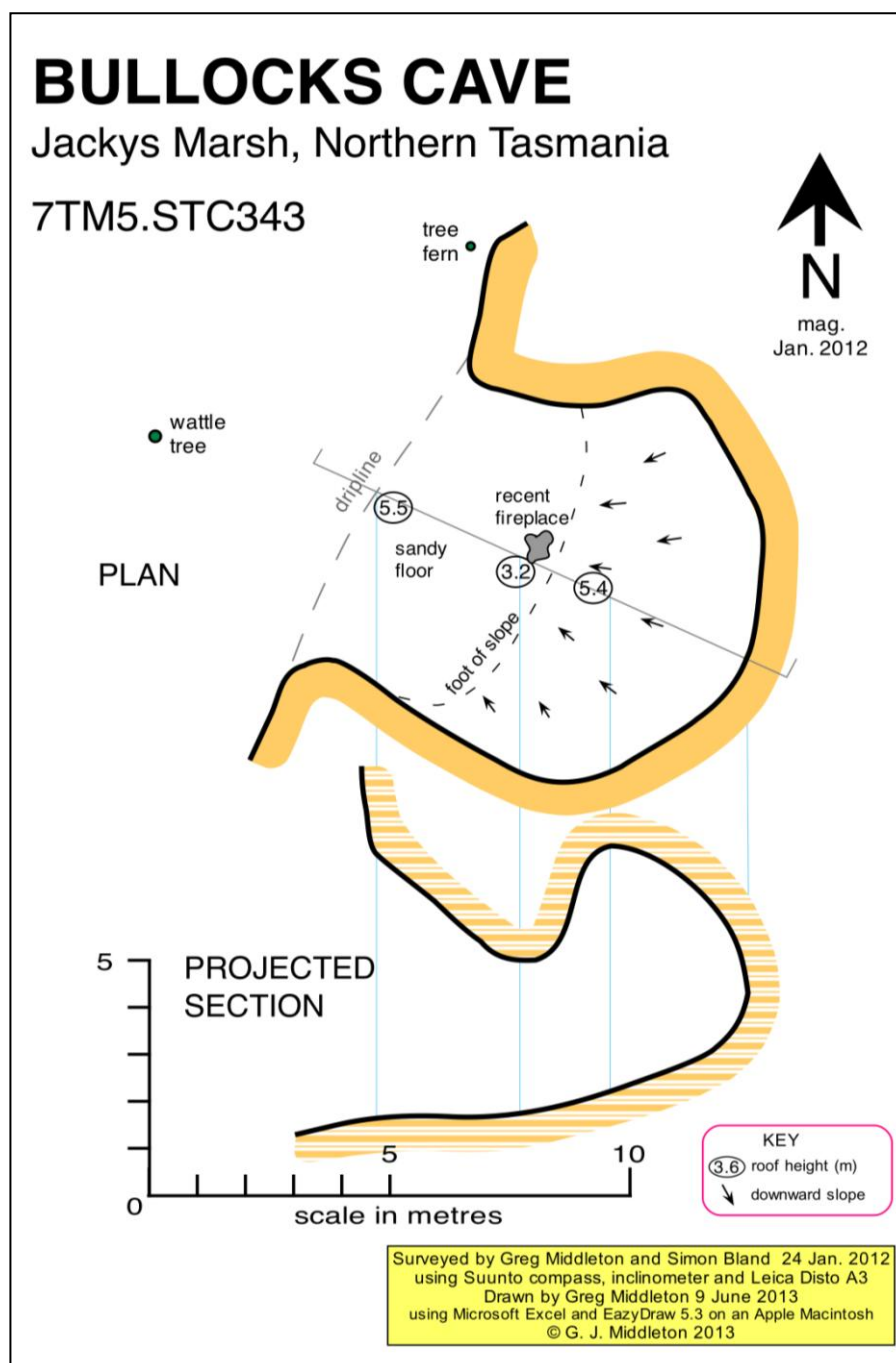 BULLOCKS CAVE
Jackys Marsh, Northern Tasmania
7TM5.STC343
tree
fern
N
mag.
Jan. 2012
wattle
tree
dripline
5.5
recent
fireplace
sandy
floor
3.2
5.4
PLAN
foot of slope
5
PROJECTED
SECTION
5
10
0
scale in metres
KEY
3.6 roof height (m)
downward slope
Surveyed by Greg Middleton and Simon Bland 24 Jan. 2012
using Suunto compass, inclinometer and Leica Disto A3
Drawn by Greg Middleton 9 June 2013
using Microsoft Excel and EazyDraw 5.3 on an Apple Macintosh
© G. J. Middleton 2013